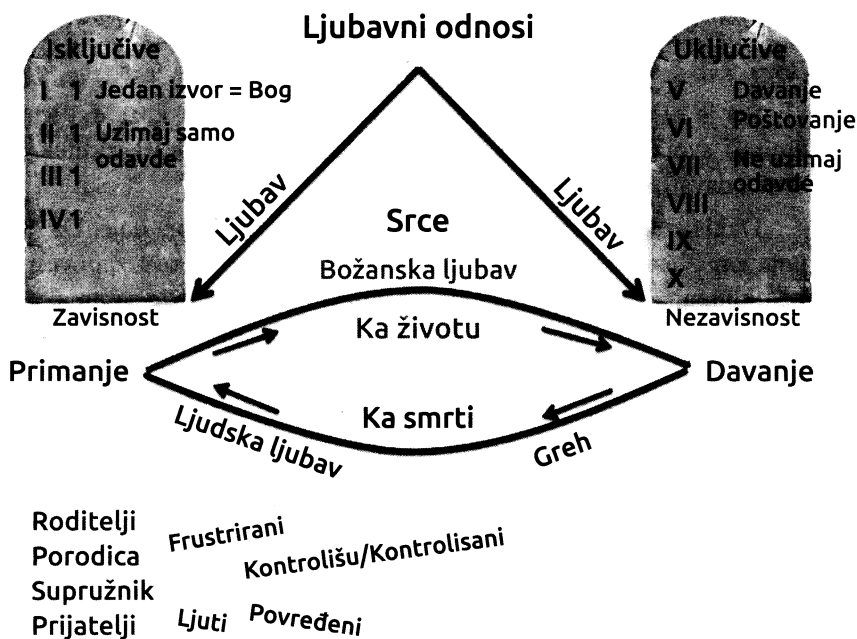 Ljubavni odnosi
Isključive
I 1 Jedan izvor = Bog
II 1 Uzimaj samo
odavde
III 1
IV 1
Zavisnost
Uključive
V Davanje
VI Poštovanje
VII Ne uzimaj
odavde
VIII
IX
X
Nezavisnost
Ljubav
Ljubav
Srce
Božanska ljubav
Ka životu
Primanje
Davanje
Ka smrti
Ljudska ljubav
Greh
Roditelji
Porodica
Supružnik
Prijatelji
Frustrirani
Kontrolišu/Kontrolisani
Ljuti
Povređeni